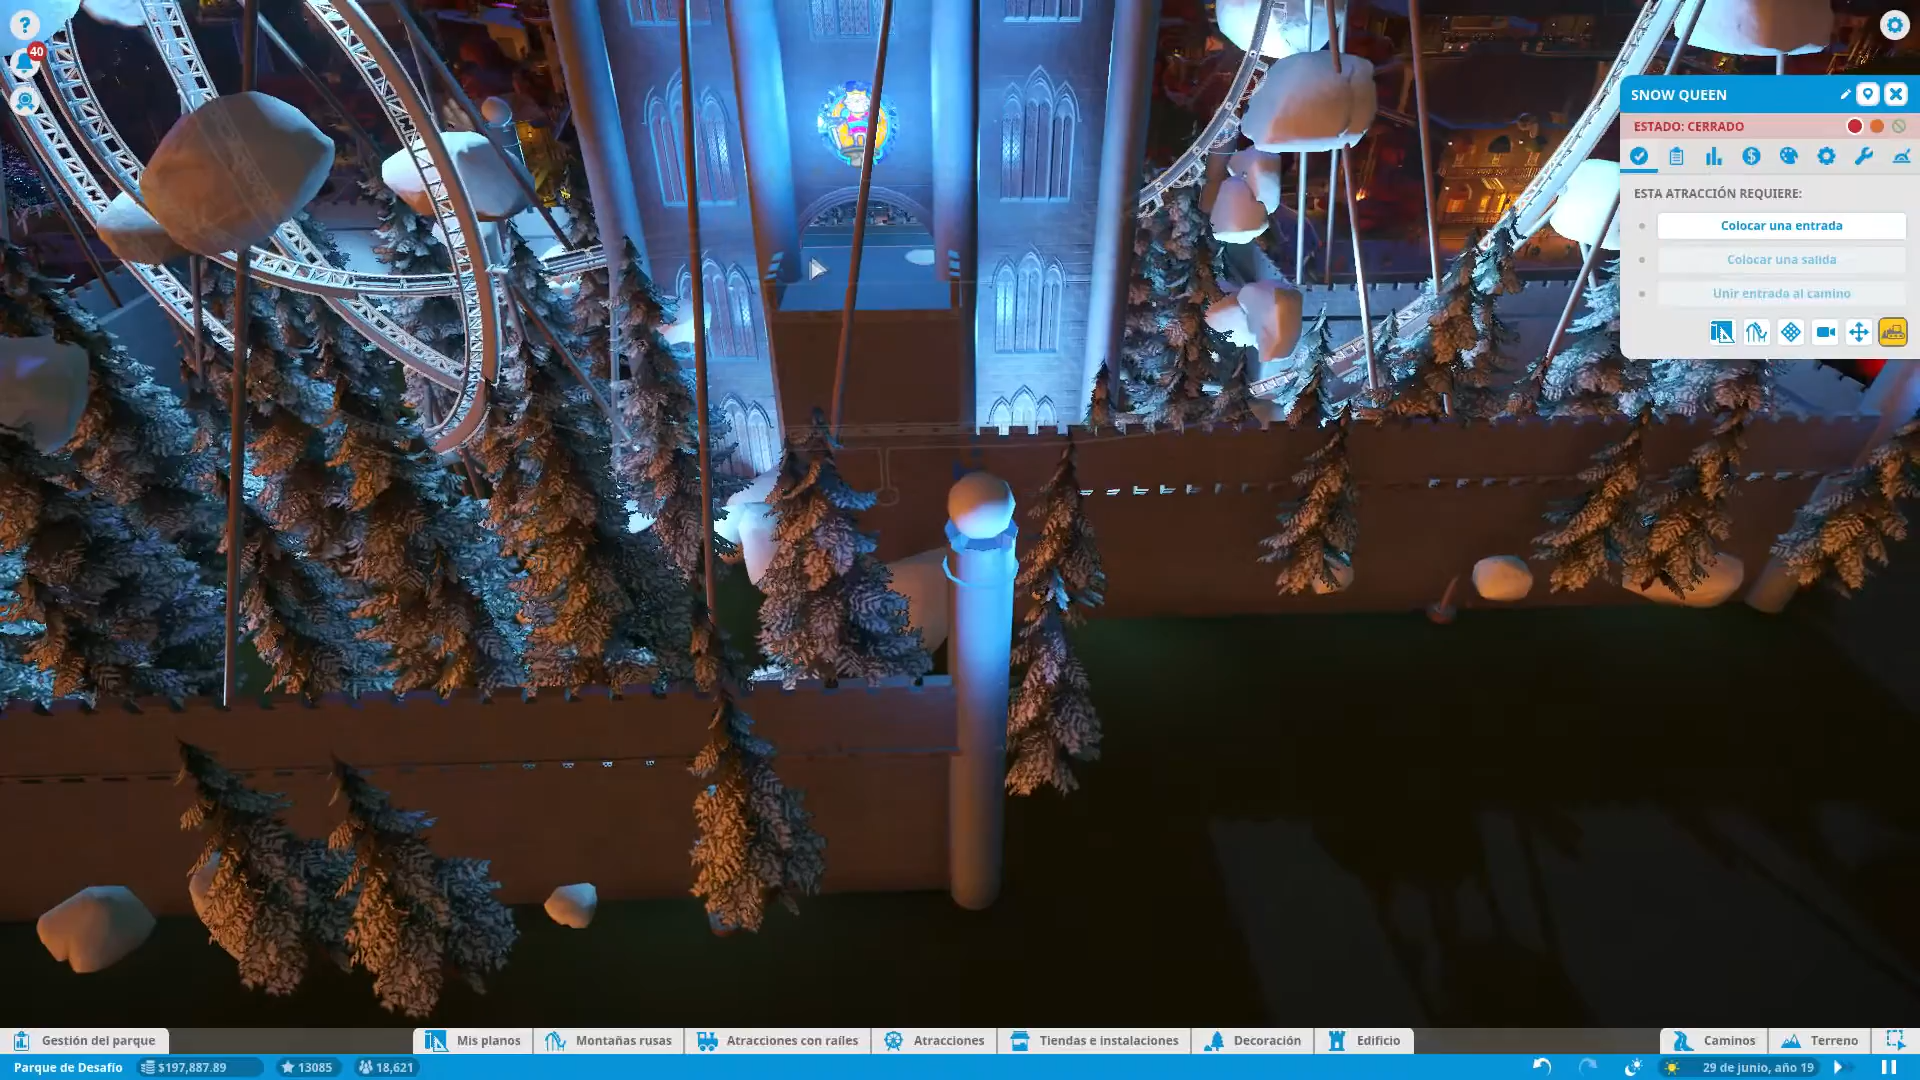 ?
40
SNOW QUEEN
ESTADO: CERRADO
ESTA ATRACCIÓN REQUIERE:
Colocar una entrada
Colocar una salida
Unir entrada al camino
Gestión del parque
Mis planos
Montañas rusas
Atracciones con raíles
Atracciones
Tiendas e instalaciones
Decoración
Edificio
Caminos
Terreno
Parque de Desafío
$197,887.89
13085
18,621
29 de junio, año 19